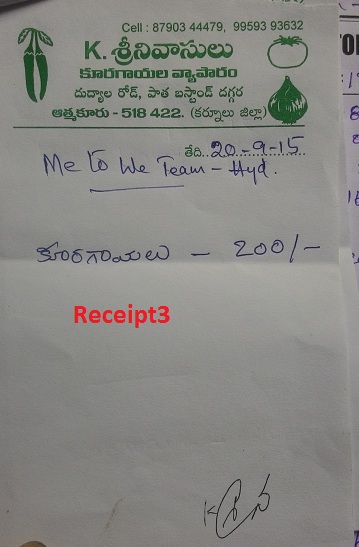 Cell : 87903 44479, 99593 93632
K. శ్రీనివాసులు
కూరగాయల వ్యాపారం
దుద్యాల రోడ్, పాత బస్టాండ్ దగ్గర
ఆత్మకూరు - 518 422. (కర్నూలు జిల్లా)
తేది..20-9-15
Me to We Team - Hyd.
కూరగాయలు - 200/-
Receipt3
K శ్రీన